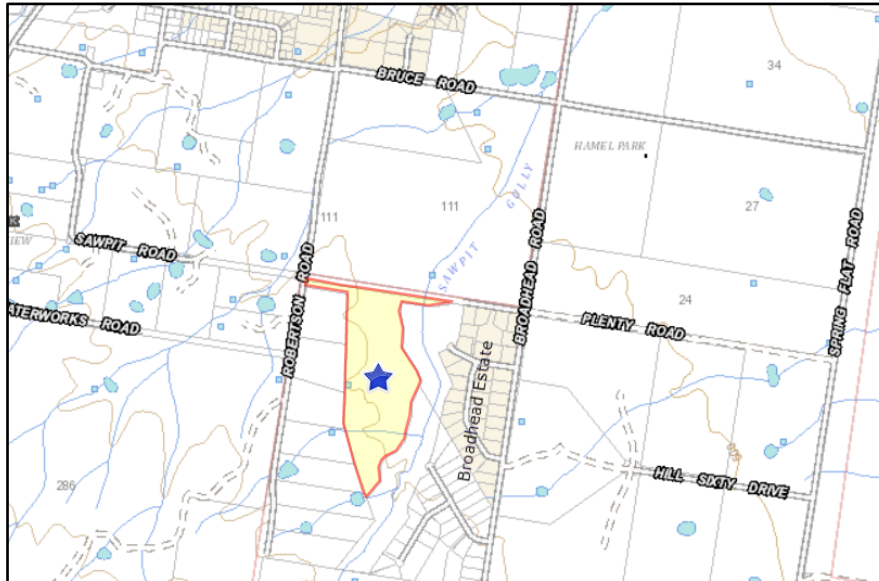 BRUCE ROAD
34
HAMEL PARK
SAWPIT GULLY
111
111
27
IEW
SAWPIT ROAD
ROBERTSON ROAD
BROADHEAD ROAD
SPRING FLAT ROAD
24
PLENTY ROAD
ATERWORKS ROAD
Broadhead Estate
286
HILL SIXTY DRIVE